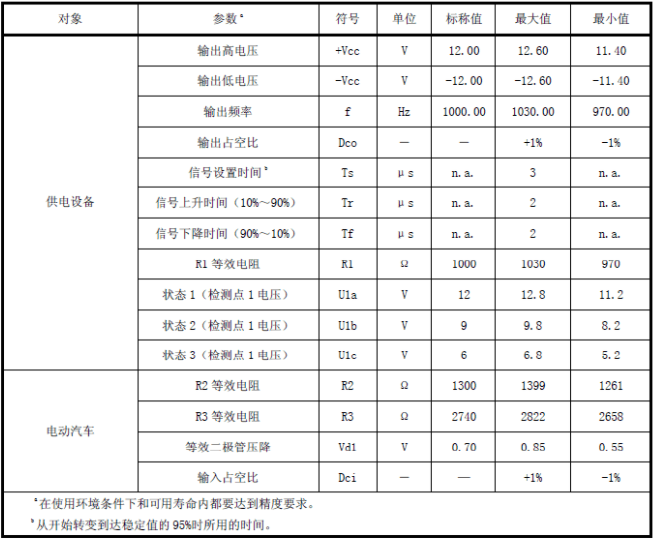 对象 参数ᵃ 符号 单位 标称值 最大值 最小值
供电设备
输出高电压 +Vcc V 12.00 12.60 11.40
输出低电压 -Vcc V -12.00 -12.60 -11.40
输出频率 f Hz 1000.00 1030.00 970.00
输出占空比 Dco — — +1% -1%
信号设置时间ᵇ Ts μs n.a. 3 n.a.
信号上升时间（10%～90%） Tr μs n.a. 2 n.a.
信号下降时间（90%～10%） Tf μs n.a. 2 n.a.
R1 等效电阻 R1 Ω 1000 1030 970
状态 1（检测点 1 电压） U1a V 12 12.8 11.2
状态 2（检测点 1 电压） U1b V 9 9.8 8.2
状态 3（检测点 1 电压） U1c V 6 6.8 5.2
电动汽车
R2 等效电阻 R2 Ω 1300 1399 1261
R3 等效电阻 R3 Ω 2740 2822 2658
等效二极管压降 Vd1 V 0.70 0.85 0.55
输入占空比 Dci — — +1% -1%
ᵃ在使用环境条件下和可用寿命内都要达到精度要求。
ᵇ从开始转变到达稳定值的 95%时所用的时间。